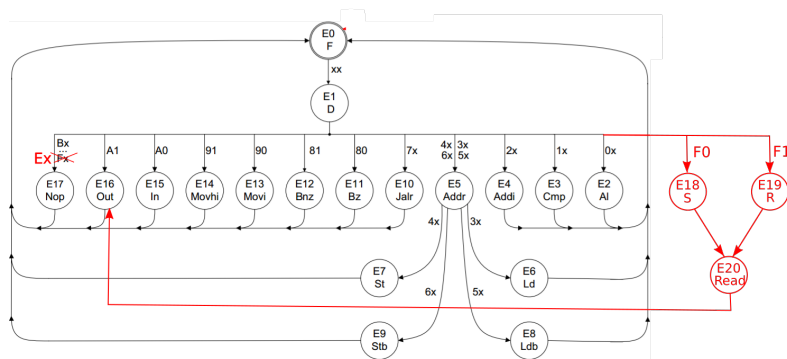 E0
F
xx
E1
D
Bx
...
Fx
Ex
A1
A0
91
90
81
80
7x
4x 3x
6x 5x
2x
1x
0x
F0
F1
E17
Nop
E16
Out
E15
In
E14
Movhi
E13
Movi
E12
Bnz
E11
Bz
E10
Jalr
E5
Addr
E4
Addi
E3
Cmp
E2
Al
E18
S
E19
R
4x
3x
E7
St
E6
Ld
E20
Read
6x
5x
E9
Stb
E8
Ldb